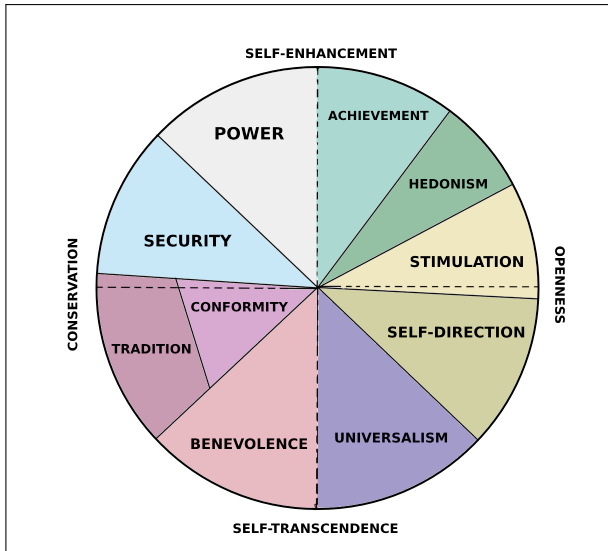 SELF-ENHANCEMENT
ACHIEVEMENT
POWER
HEDONISM
SECURITY
STIMULATION
CONSERVATION
OPENNESS
CONFORMITY
SELF-DIRECTION
TRADITION
BENEVOLENCE
UNIVERSALISM
SELF-TRANSCENDENCE